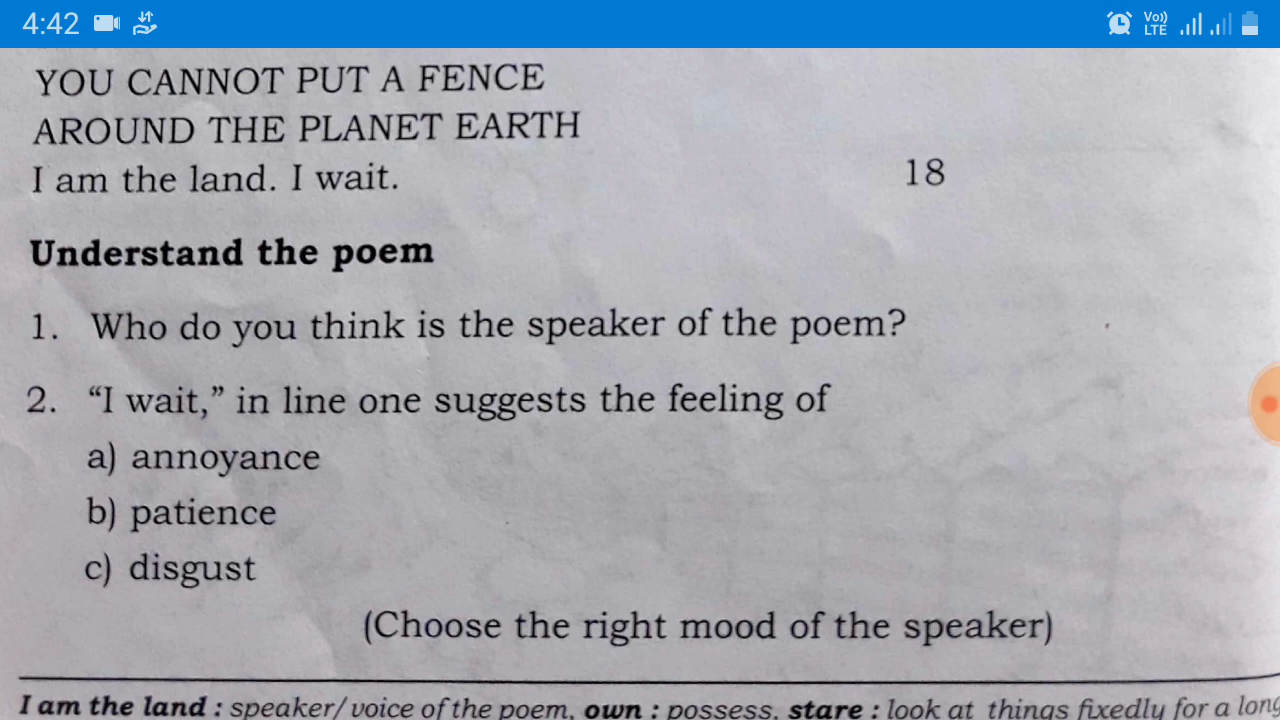 4:42
Vo))
LTE
YOU CANNOT PUT A FENCE
AROUND THE PLANET EARTH
I am the land. I wait.
18
Understand the poem
1. Who do you think is the speaker of the poem?
2. “I wait,” in line one suggests the feeling of
a) annoyance
b) patience
c) disgust
(Choose the right mood of the speaker)
I am the land : speaker/voice of the poem, own : possess, stare : look at things fixedly for a long